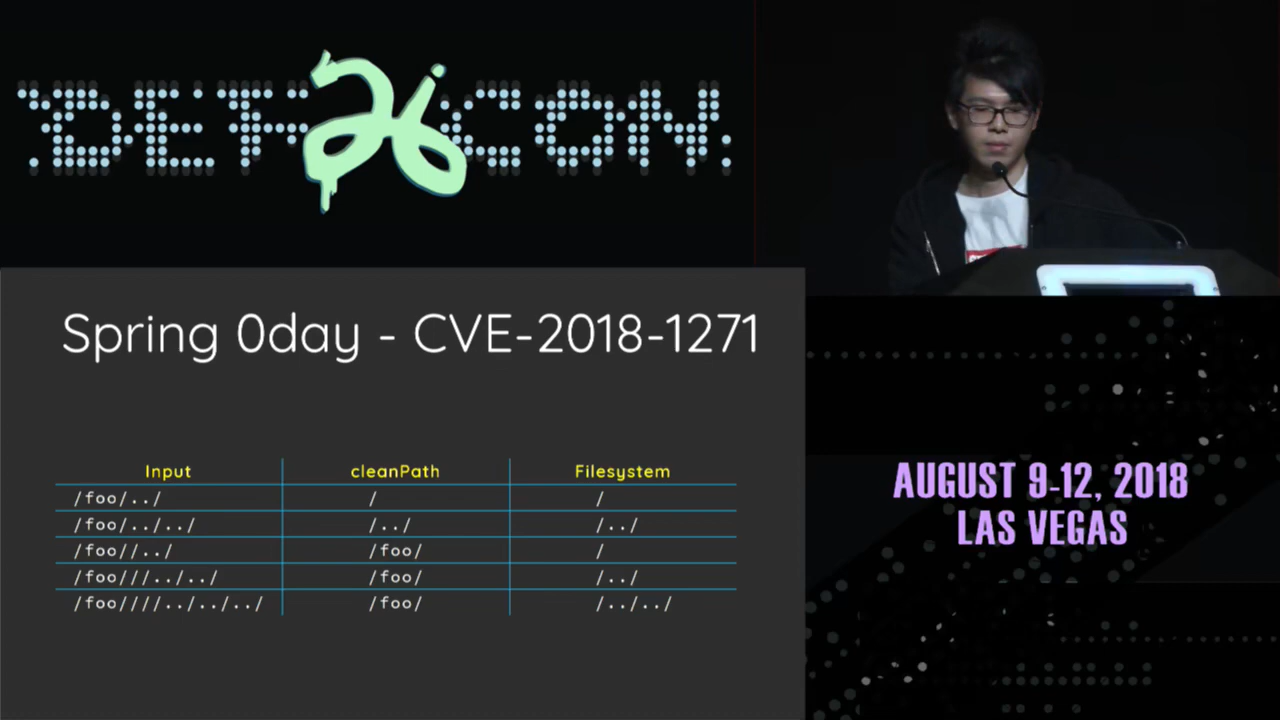 DEF 26 CON
Spring 0day - CVE-2018-1271
Input cleanPath Filesystem
/foo/../ / /
/foo/../../ /../ /../
/foo//../ /foo/ /
/foo///../../ /foo/ /../
/foo////../../../ /foo/ /../../
AUGUST 9-12, 2018
LAS VEGAS